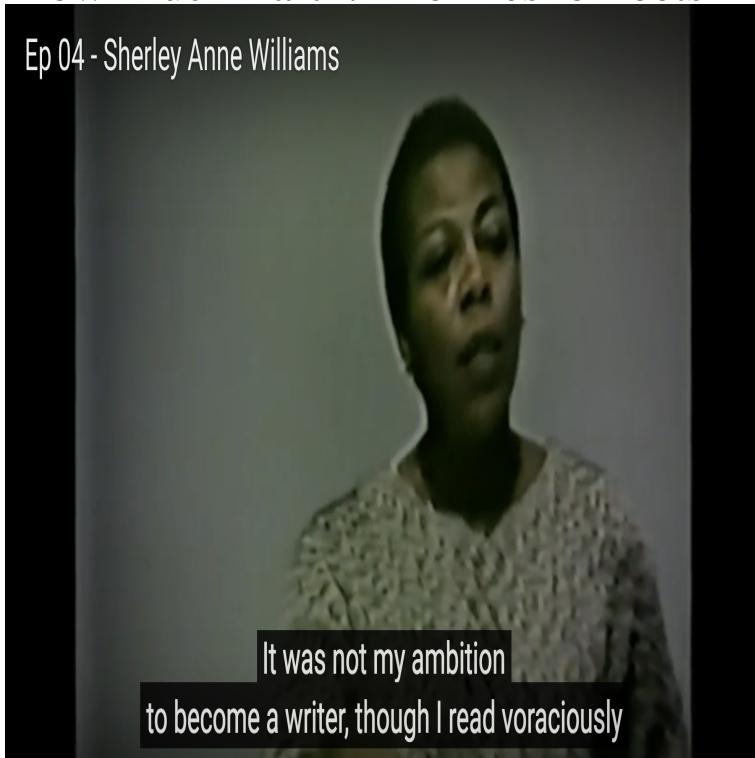 Ep 04 - Sherley Anne Williams
It was not my ambition
to become a writer, though I read voraciously